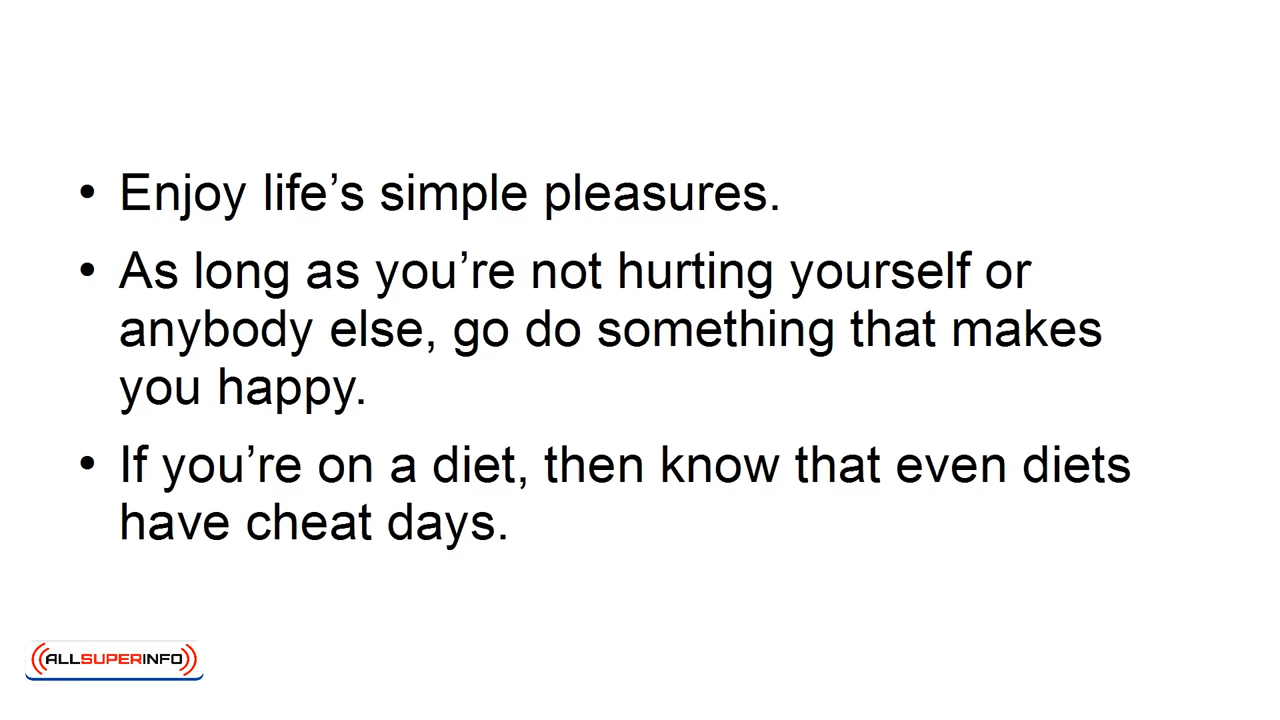 • Enjoy life’s simple pleasures.
• As long as you’re not hurting yourself or
anybody else, go do something that makes
you happy.
• If you’re on a diet, then know that even diets
have cheat days.
ALLSUPERINFO